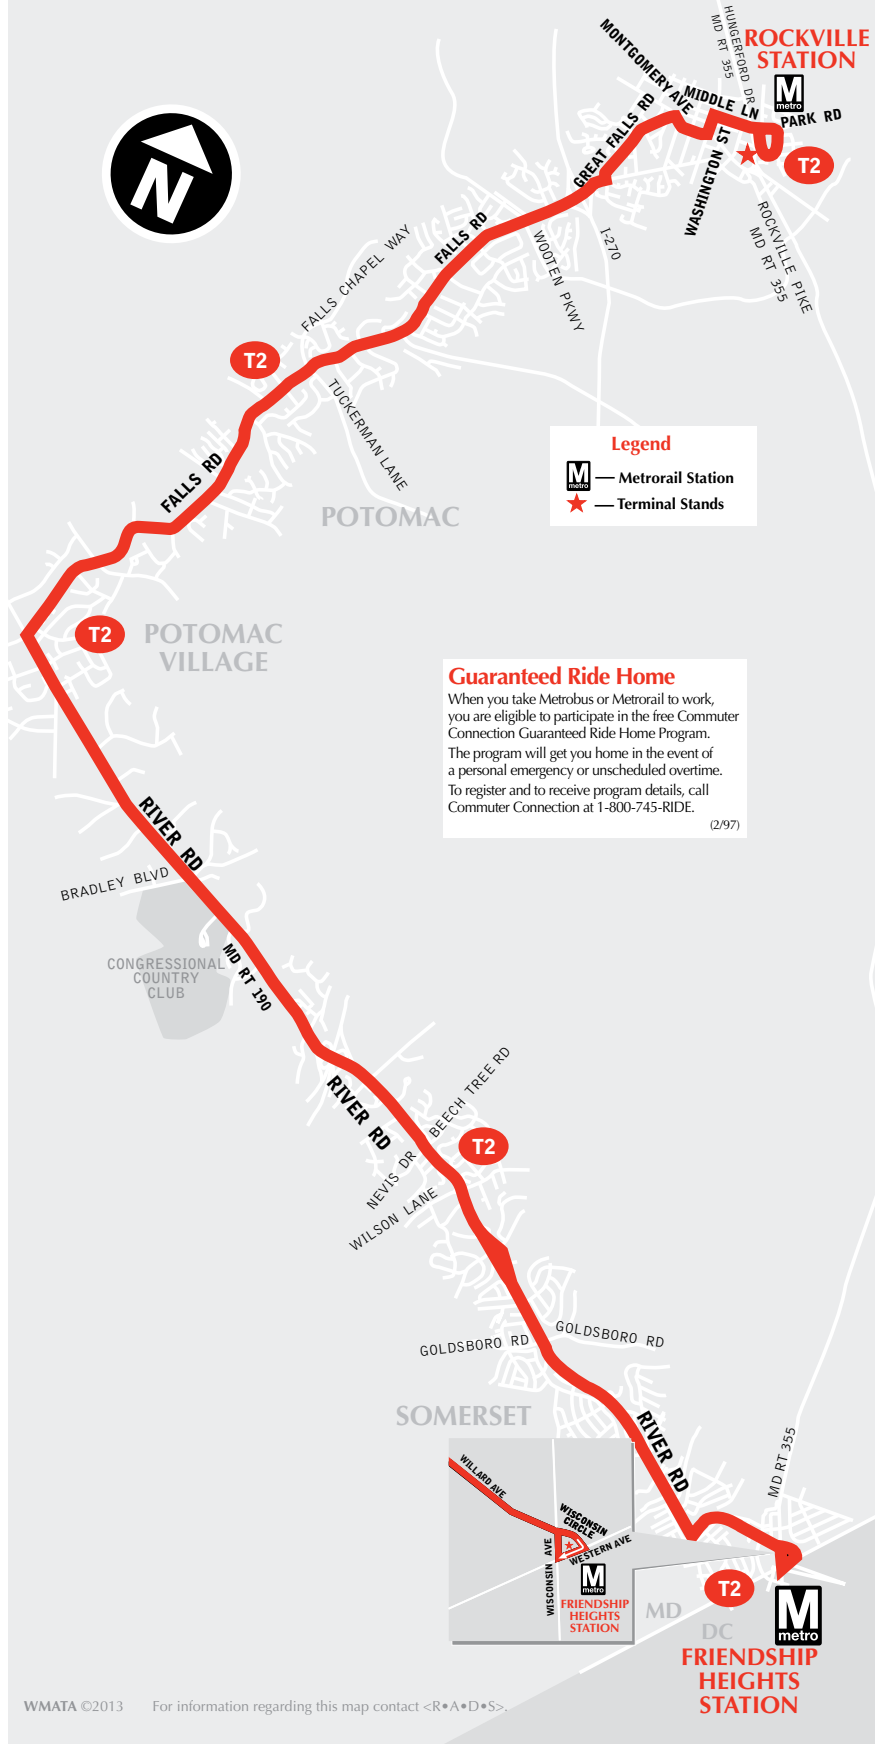 HUNGERFORD DR
MD RT 355
ROCKVILLE
STATION
M
metro
MONTGOMERY AVE
MIDDLE LN
PARK RD
GREAT FALLS RD
WASHINGTON ST
T2
N
FALLS RD
FALLS CHAPEL WAY
WOOTEN PKWY
I-270
ROCKVILLE PIKE
MD RT 355
T2
TUCKERMAN LANE
Legend
M
metro
— Metrorail Station
— Terminal Stands
FALLS RD
POTOMAC
T2
POTOMAC
VILLAGE
Guaranteed Ride Home
When you take Metrobus or Metrorail to work,
you are eligible to participate in the free Commuter
Connection Guaranteed Ride Home Program.
The program will get you home in the event of
a personal emergency or unscheduled overtime.
To register and to receive program details, call
Commuter Connection at 1-800-745-RIDE.
(2/97)
RIVER RD
BRADLEY BLVD
CONGRESSIONAL
COUNTRY
CLUB
MD RT 190
RIVER RD
BEECH TREE RD
T2
NEVIS DR
WILSON LANE
GOLDSBORO RD
GOLDSBORO RD
SOMERSET
RIVER RD
MD RT 355
WILLARD AVE
WISCONSIN
CIRCLE
WESTERN AVE
WISCONSIN AVE
M
metro
FRIENDSHIP
HEIGHTS
STATION
T2
MD
DC
M
metro
FRIENDSHIP
HEIGHTS
STATION
WMATA ©2013 For information regarding this map contact <R•A•D•S>.